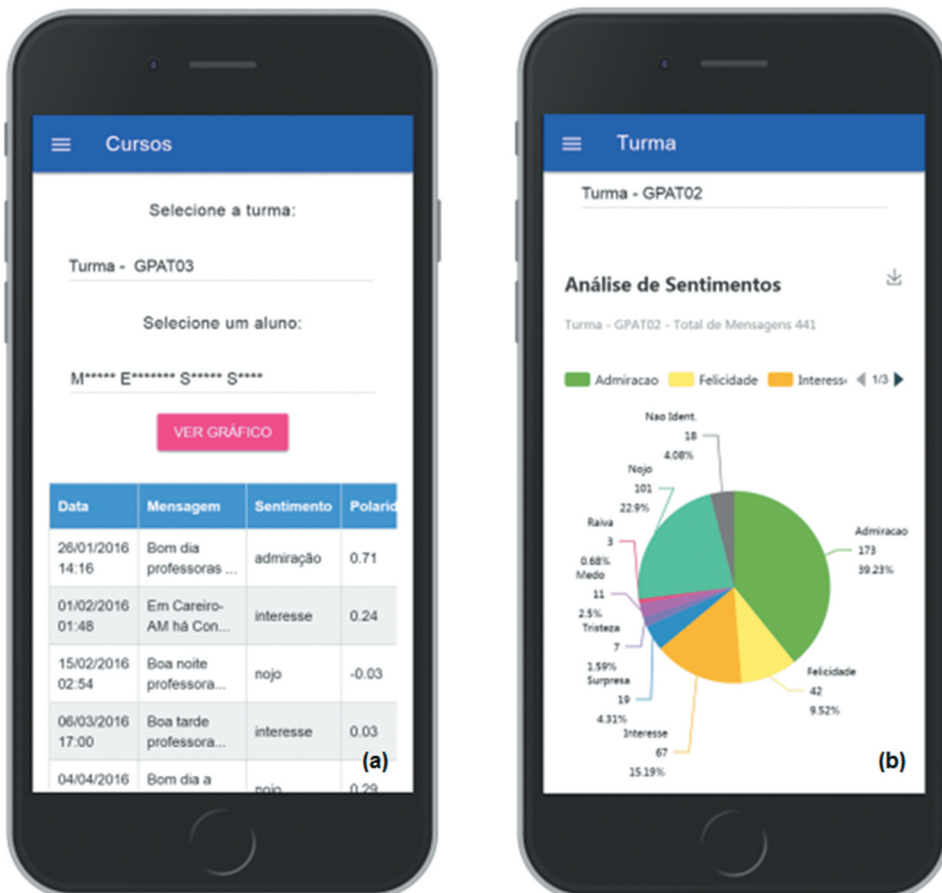 Cursos
Selecione a turma:
Turma - GPAT03
Selecione um aluno:
M***** E******* S***** S****
VER GRÁFICO
Data Mensagem Sentimento Polarid
26/01/2016 14:16 Bom dia professoras ... admiração 0.71
01/02/2016 01:48 Em Careiro-AM há Con... interesse 0.24
15/02/2016 02:54 Boa noite professora... nojo -0.03
06/03/2016 17:00 Boa tarde professora... interesse 0.03
04/04/2016 Bom dia a nojo 0.29
(a)
Turma
Turma - GPAT02
Análise de Sentimentos
Turma - GPAT02 - Total de Mensagens 441
Admiracao Felicidade Interess 1/3
Nao Ident.
18
4.08%
Nojo
101
22.9%
Raiva
3
0.68%
Medo
11
2.5%
Tristeza
7
1.59%
Surpresa
19
4.31%
Interesse
67
15.19%
Admiracao
173
39.23%
Felicidade
42
9.52%
(b)